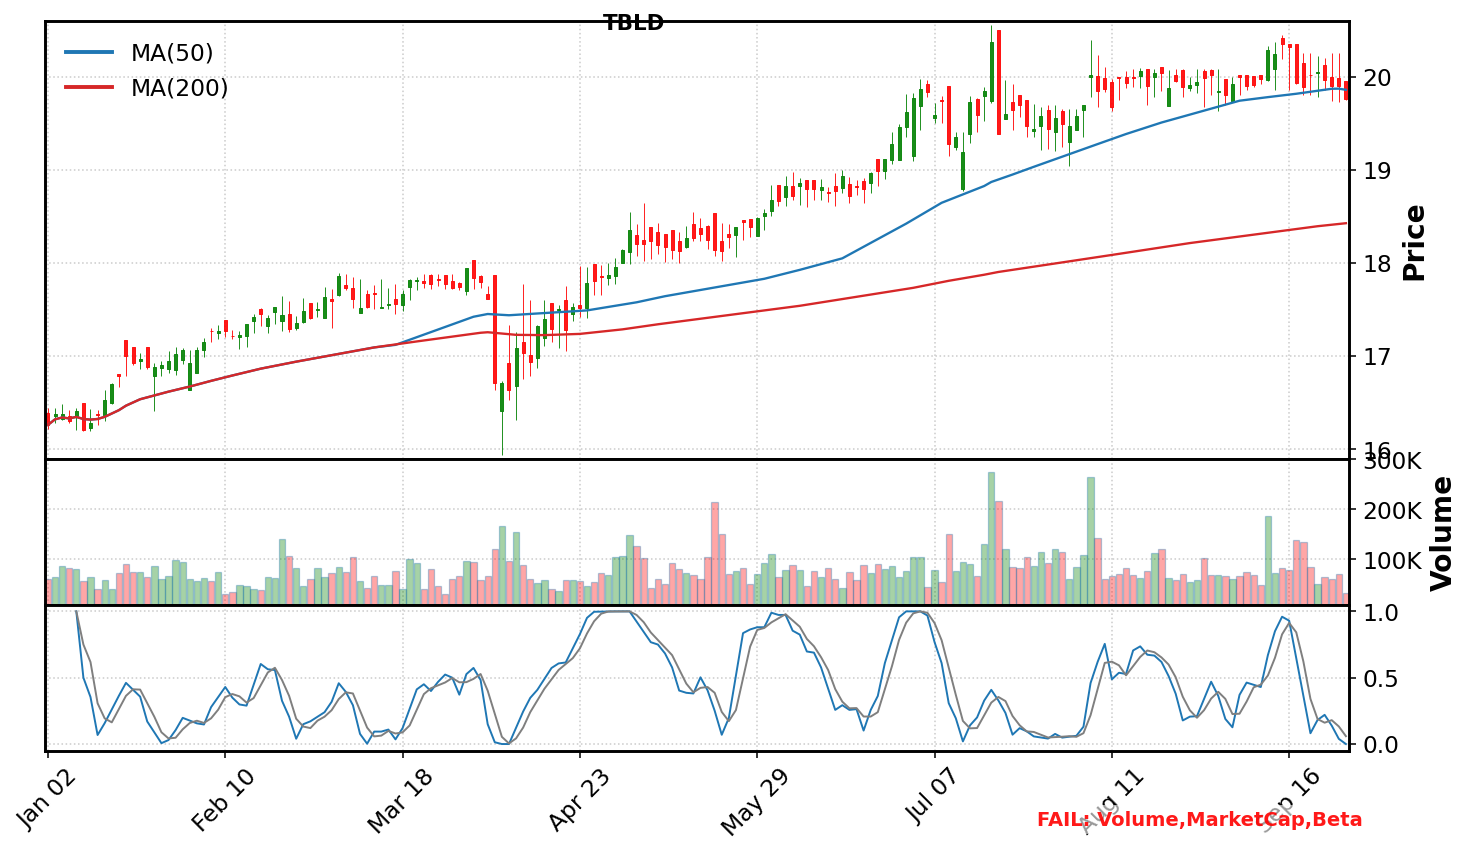 TBLD
MA(50)
MA(200)
20
19
18
17
16
Price
300K
200K
100K
Volume
1.0
0.5
0.0
Jan 02
Feb 10
Mar 18
Apr 23
May 29
Jul 07
Aug 11
Sep 16
FAIL: Volume,MarketCap,Beta